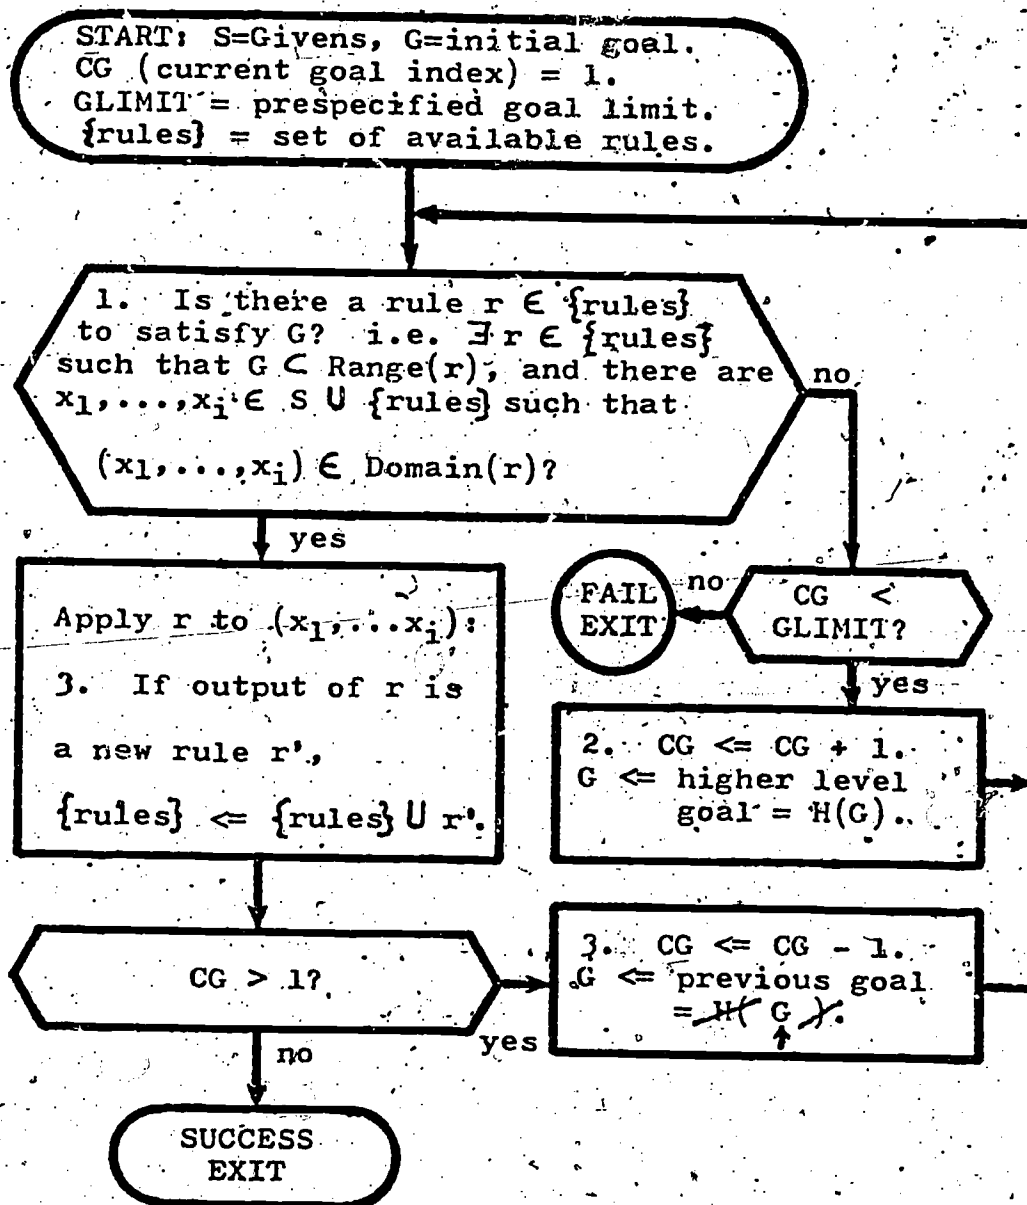 START: S=Givens, G=initial goal.
CG (current goal index) = 1.
GLIMIT = prespecified goal limit.
{rules} = set of available rules.
1. Is there a rule r ∈ {rules}
to satisfy G? i.e. ∃ r ∈ {rules}
such that G ⊂ Range(r), and there are
x₁,...,xᵢ ∈ S ∪ {rules} such that
(x₁,...,xᵢ) ∈ Domain(r)?
no
yes
Apply r to (x₁,...xᵢ):
3. If output of r is
a new rule r',
{rules} <= {rules} ∪ r'.
FAIL
EXIT
no
CG <
GLIMIT?
yes
2. CG <= CG + 1.
G <= higher level
goal = H(G).
CG > 1?
yes
3. CG <= CG - 1.
G <= previous goal
= H( G ).
no
SUCCESS
EXIT